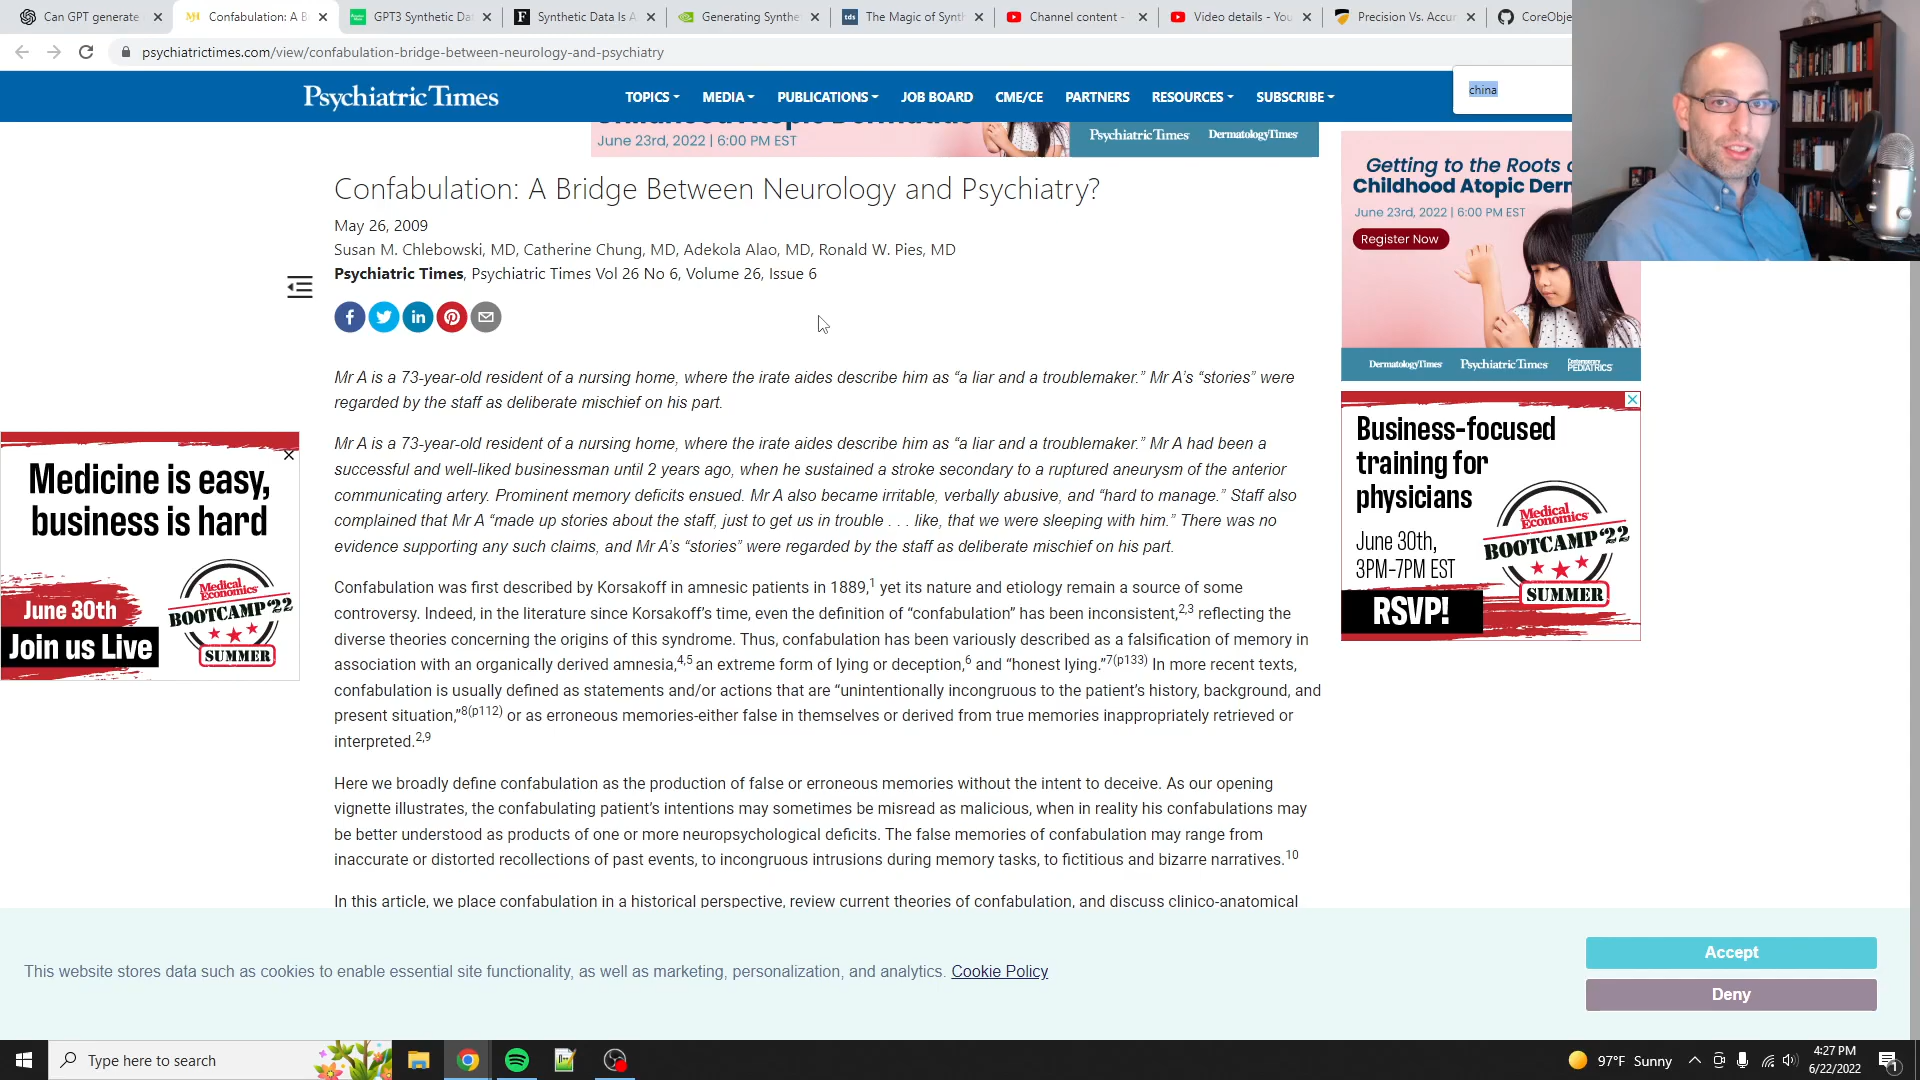 Can GPT generate
Confabulation: A B
GPT3 Synthetic Da
Synthetic Data Is A
Generating Synthe
The Magic of Synth
Channel content -
Video details - You
Precision Vs. Accur
CoreObje
psychiatrictimes.com/view/confabulation-bridge-between-neurology-and-psychiatry
Psychiatric Times
TOPICS
MEDIA
PUBLICATIONS
JOB BOARD
CME/CE
PARTNERS
RESOURCES
SUBSCRIBE
china
June 23rd, 2022 | 6:00 PM EST
Psychiatric Times
DermatologyTimes
Confabulation: A Bridge Between Neurology and Psychiatry?
May 26, 2009
Susan M. Chlebowski, MD, Catherine Chung, MD, Adekola Alao, MD, Ronald W. Pies, MD
Psychiatric Times, Psychiatric Times Vol 26 No 6, Volume 26, Issue 6
Mr A is a 73-year-old resident of a nursing home, where the irate aides describe him as “a liar and a troublemaker.” Mr A’s “stories” were
regarded by the staff as deliberate mischief on his part.
Mr A is a 73-year-old resident of a nursing home, where the irate aides describe him as “a liar and a troublemaker.” Mr A had been a
successful and well-liked businessman until 2 years ago, when he sustained a stroke secondary to a ruptured aneurysm of the anterior
communicating artery. Prominent memory deficits ensued. Mr A also became irritable, verbally abusive, and “hard to manage.” Staff also
complained that Mr A “made up stories about the staff, just to get us in trouble . . . like, that we were sleeping with him.” There was no
evidence supporting any such claims, and Mr A’s “stories” were regarded by the staff as deliberate mischief on his part.
Confabulation was first described by Korsakoff in amnesic patients in 1889,1 yet its nature and etiology remain a source of some
controversy. Indeed, in the literature since Korsakoff’s time, even the definition of “confabulation” has been inconsistent,2,3 reflecting the
diverse theories concerning the origins of this syndrome. Thus, confabulation has been variously described as a falsification of memory in
association with an organically derived amnesia,4,5 an extreme form of lying or deception,6 and “honest lying.”7(p133) In more recent texts,
confabulation is usually defined as statements and/or actions that are “unintentionally incongruous to the patient’s history, background, and
present situation,”8(p112) or as erroneous memories-either false in themselves or derived from true memories inappropriately retrieved or
interpreted.2,9
Here we broadly define confabulation as the production of false or erroneous memories without the intent to deceive. As our opening
vignette illustrates, the confabulating patient’s intentions may sometimes be misread as malicious, when in reality his confabulations may
be better understood as products of one or more neuropsychological deficits. The false memories of confabulation may range from
inaccurate or distorted recollections of past events, to incongruous intrusions during memory tasks, to fictitious and bizarre narratives.10
In this article, we place confabulation in a historical perspective, review current theories of confabulation, and discuss clinico-anatomical
Medicine is easy,
business is hard
June 30th
Join us Live
Medical Economics
BOOTCAMP '22
SUMMER
Getting to the Roots o
Childhood Atopic Derm
June 23rd, 2022 | 6:00 PM EST
Register Now
DermatologyTimes
Psychiatric Times
Contemporary PEDIATRICS
Business-focused
training for
physicians
June 30th,
3PM-7PM EST
RSVP!
Medical Economics
BOOTCAMP '22
SUMMER
This website stores data such as cookies to enable essential site functionality, as well as marketing, personalization, and analytics. Cookie Policy
Accept
Deny
Type here to search
97°F Sunny
4:27 PM
6/22/2022
1